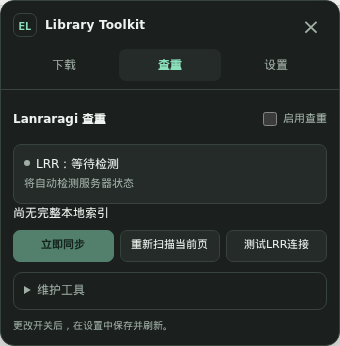 EL Library Toolkit
下载 查重 设置
Lanraragi 查重 启用查重
LRR：等待检测
将自动检测服务器状态
尚无完整本地索引
立即同步 重新扫描当前页 测试LRR连接
维护工具
更改开关后，在设置中保存并刷新。